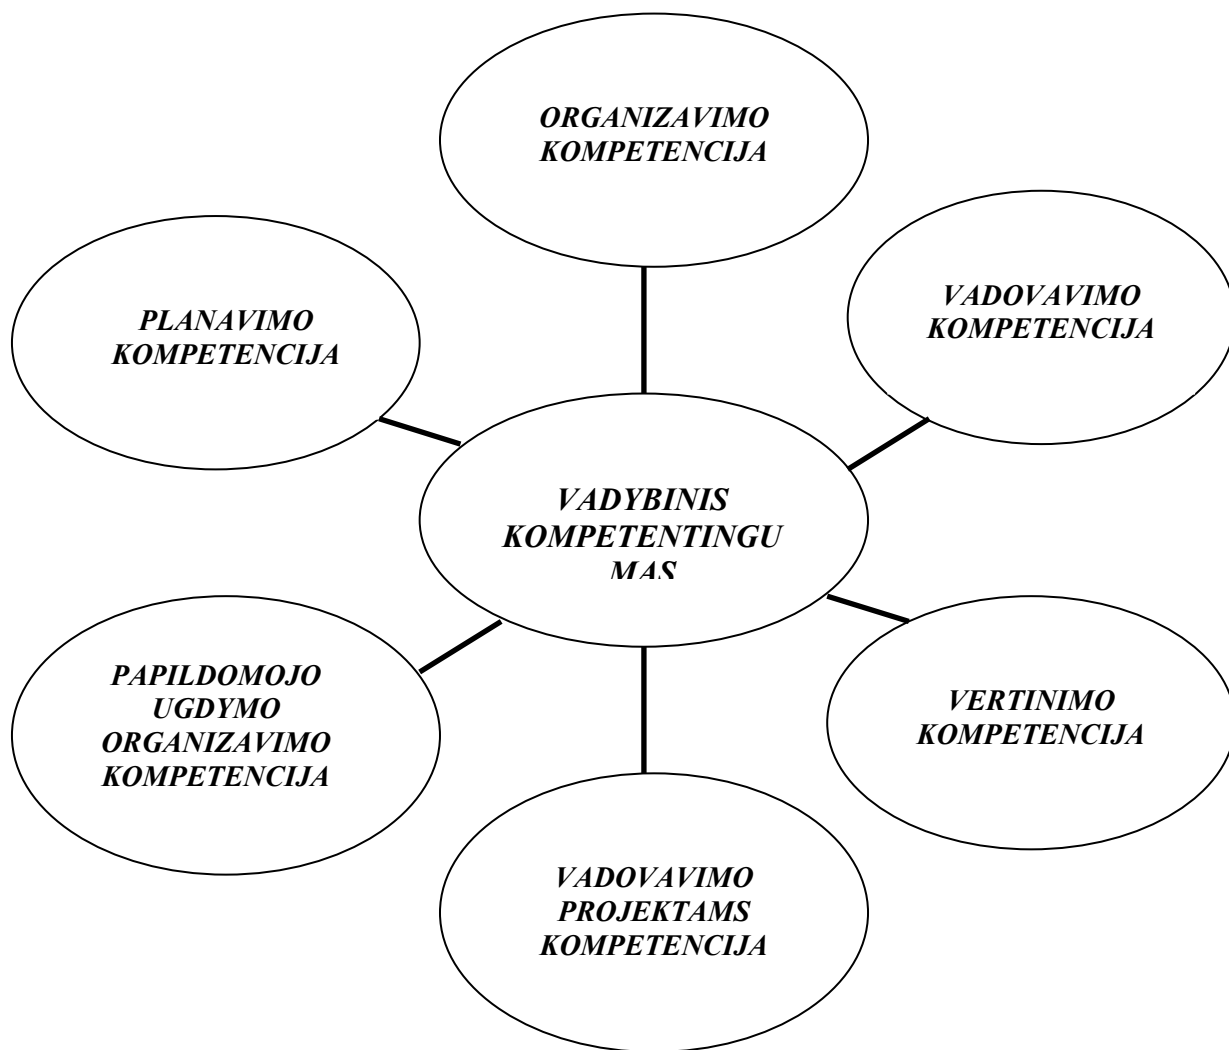 ORGANIZAVIMO
KOMPETENCIJA
VADOVAVIMO
KOMPETENCIJA
PLANAVIMO
KOMPETENCIJA
VADYBINIS
KOMPETENTINGU
MAS
PAPILDOMOJO
UGDYMO
ORGANIZAVIMO
KOMPETENCIJA
VERTINIMO
KOMPETENCIJA
VADOVAVIMO
PROJEKTAMS
KOMPETENCIJA